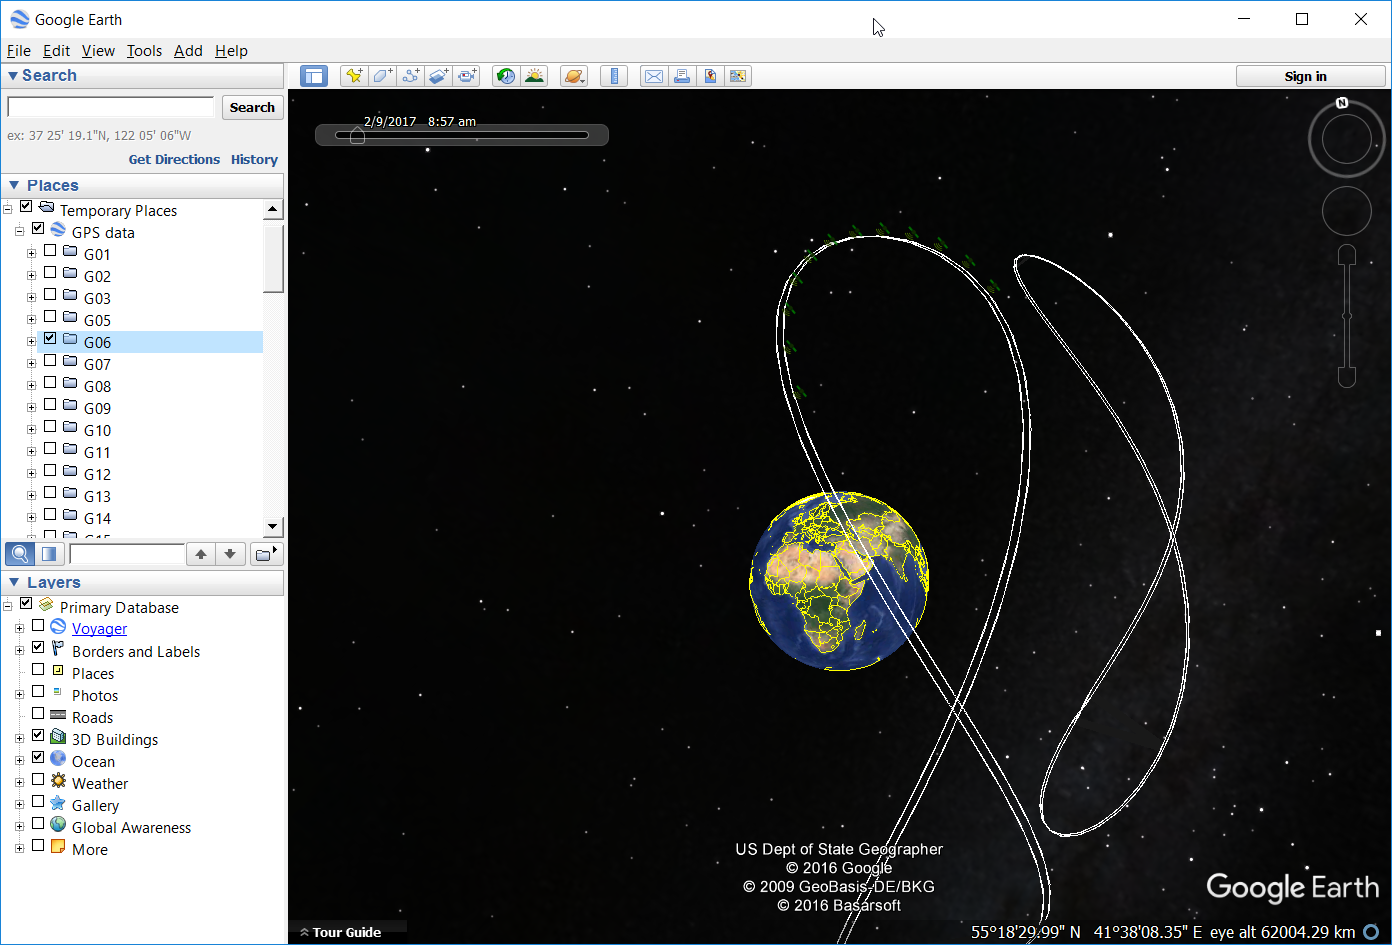 Google Earth
File Edit View Tools Add Help
Search
Search
ex: 37 25' 19.1"N, 122 05' 06"W
Get Directions History
Places
Temporary Places
GPS data
G01
G02
G03
G05
G06
G07
G08
G09
G10
G11
G12
G13
G14
Layers
Primary Database
Voyager
Borders and Labels
Places
Photos
Roads
3D Buildings
Ocean
Weather
Gallery
Global Awareness
More
Sign in
2/9/2017 8:57 am
N
US Dept of State Geographer
© 2016 Google
© 2009 GeoBasis-DE/BKG
© 2016 Basarsoft
Google Earth
Tour Guide
55°18'29.99" N 41°38'08.35" E eye alt 62004.29 km